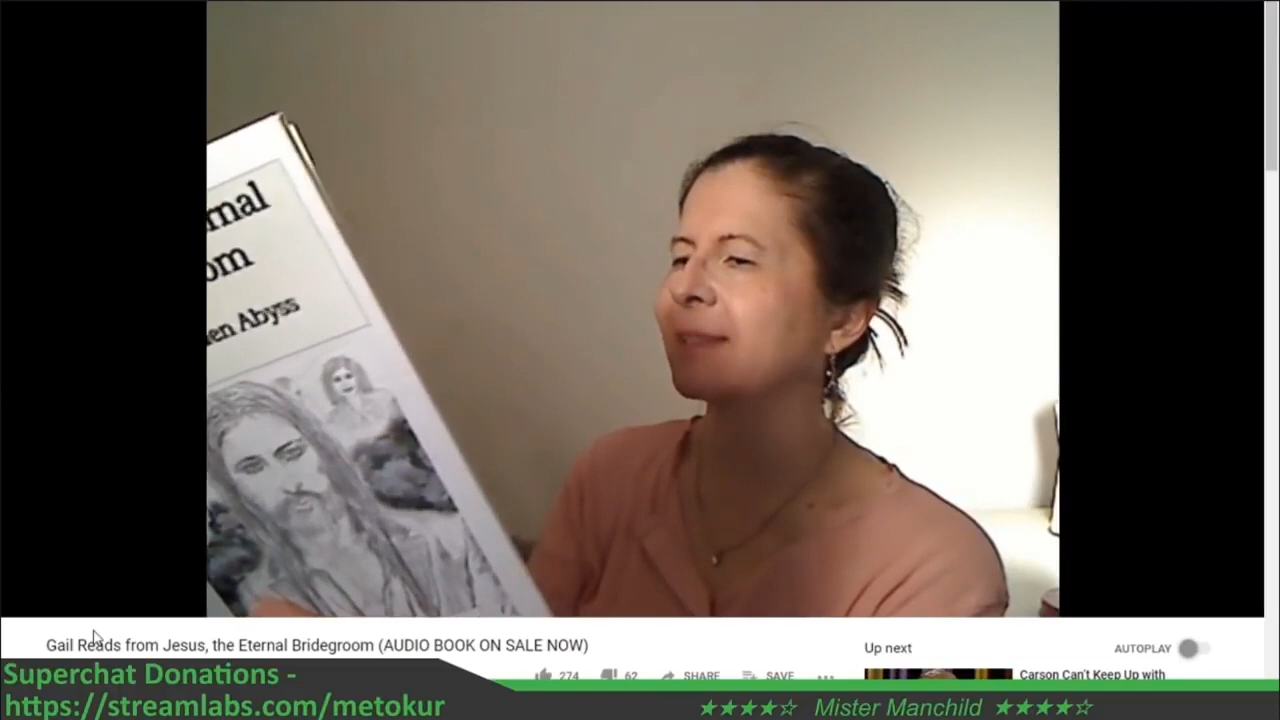 rnal
om
en Abyss
Gail Reads from Jesus, the Eternal Bridegroom (AUDIO BOOK ON SALE NOW)
Up next
AUTOPLAY
274
62
SHARE
SAVE
Carson Can't Keep Up with
Superchat Donations -
https://streamlabs.com/metokur
★★★★☆ Mister Manchild ★★★★☆